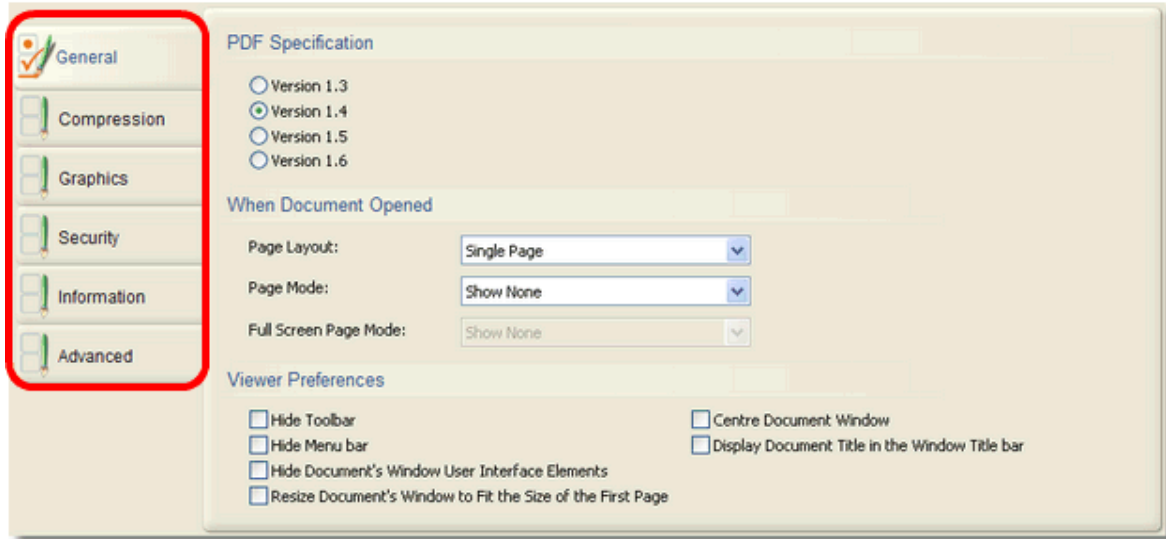 General
Compression
Graphics
Security
Information
Advanced
PDF Specification
Version 1.3
Version 1.4
Version 1.5
Version 1.6
When Document Opened
Page Layout: Single Page
Page Mode: Show None
Full Screen Page Mode: Show None
Viewer Preferences
Hide Toolbar
Hide Menu bar
Hide Document's Window User Interface Elements
Resize Document's Window to Fit the Size of the First Page
Centre Document Window
Display Document Title in the Window Title bar